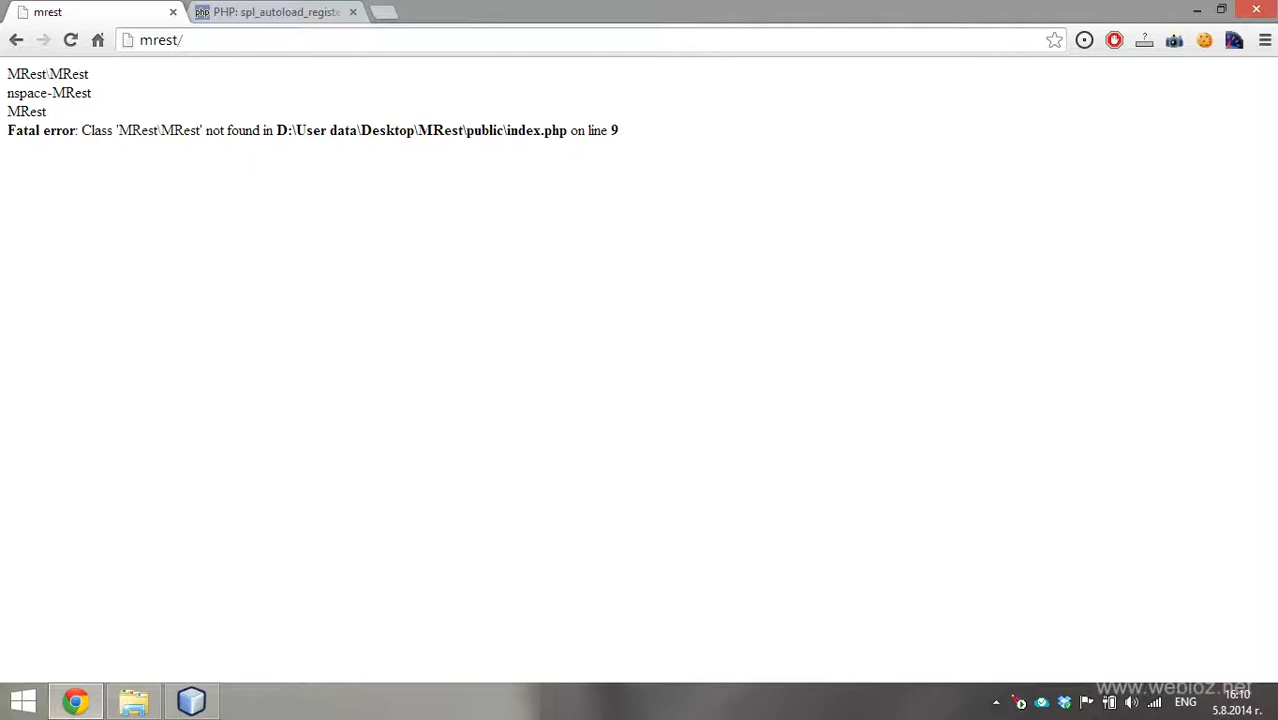 mrest
php PHP: spl_autoload_registe
mrest/
MRest\MRest
nspace-MRest
MRest
Fatal error: Class 'MRest\MRest' not found in D:\User data\Desktop\MRest\public\index.php on line 9
www.webloz.net
ENG
16:10
5.8.2014 г.